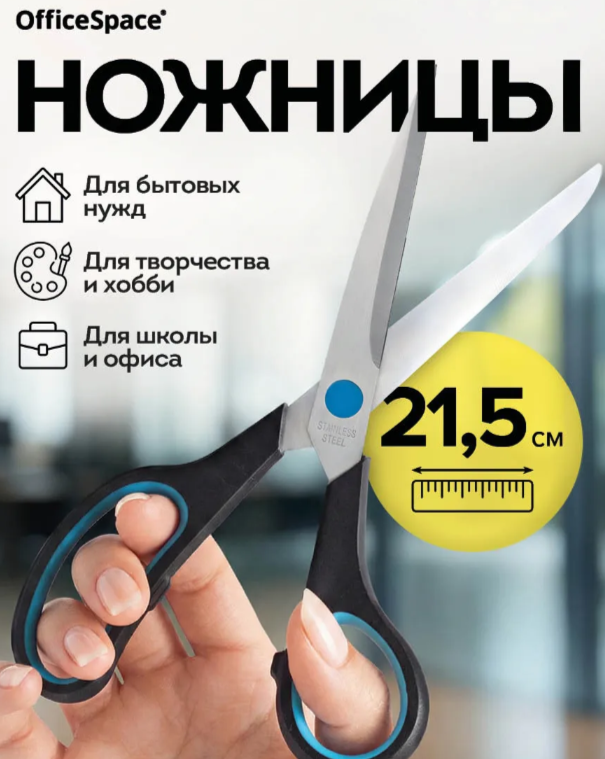 OfficeSpace®
НОЖНИЦЫ
Для бытовых
нужд
Для творчества
и хобби
Для школы
и офиса
STAINLESS
STEEL
21,5 см